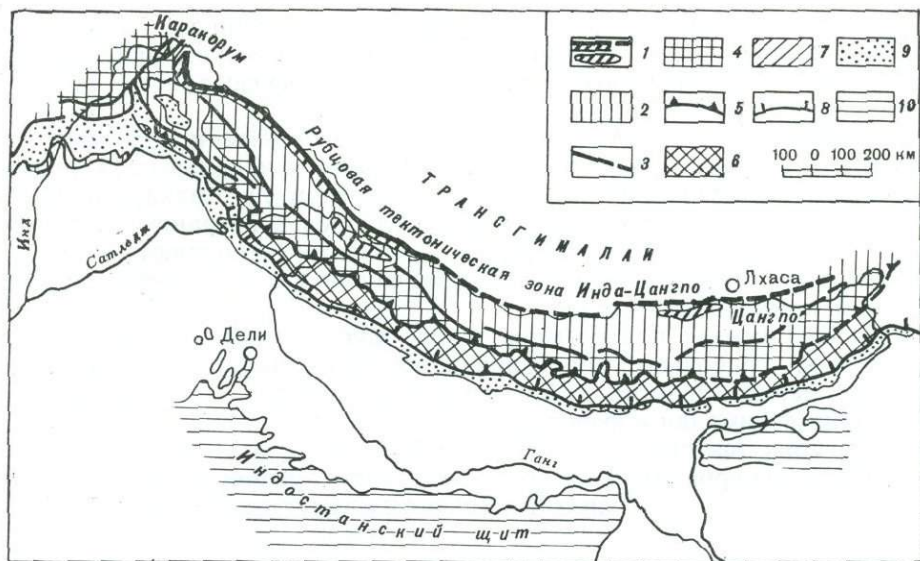 Каракорум
Рубцовая
тектоническая
зона Инда-Цангпо
ТРАНСГИМАЛАИ
Лхаса
Цангпо
Инд
Сатледж
Дели
Ганг
Индостанский щит
1 4 7 9
2 5 8 10
3 6 100 0 100 200 км